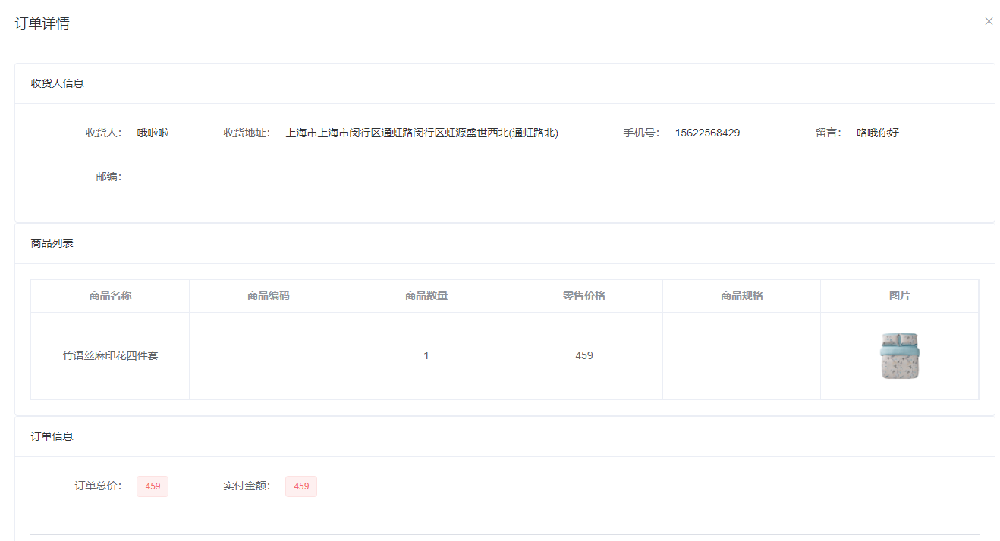 订单详情
收货人信息
收货人： 哦啦啦 收货地址： 上海市上海市闵行区通虹路闵行区虹源盛世西北(通虹路北) 手机号： 15622568429 留言： 咯哦你好
邮编：
商品列表
商品名称 商品编码 商品数量 零售价格 商品规格 图片
竹语丝麻印花四件套 1 459
订单信息
订单总价： 459 实付金额： 459